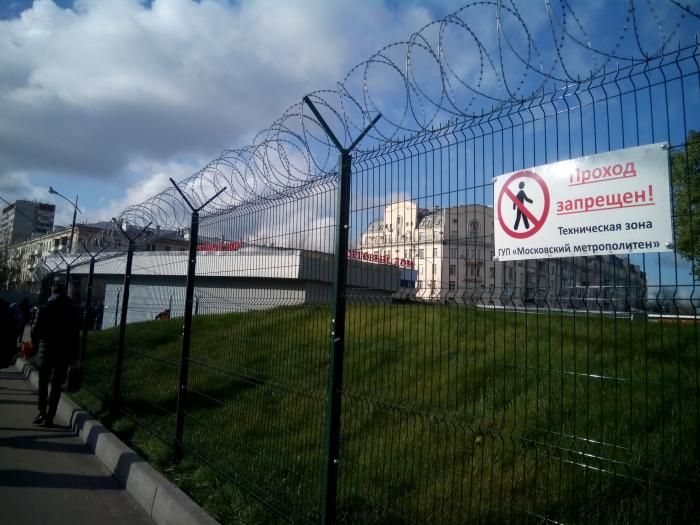 Проход
запрещен!
Техническая зона
ГУП «Московский метрополитен»